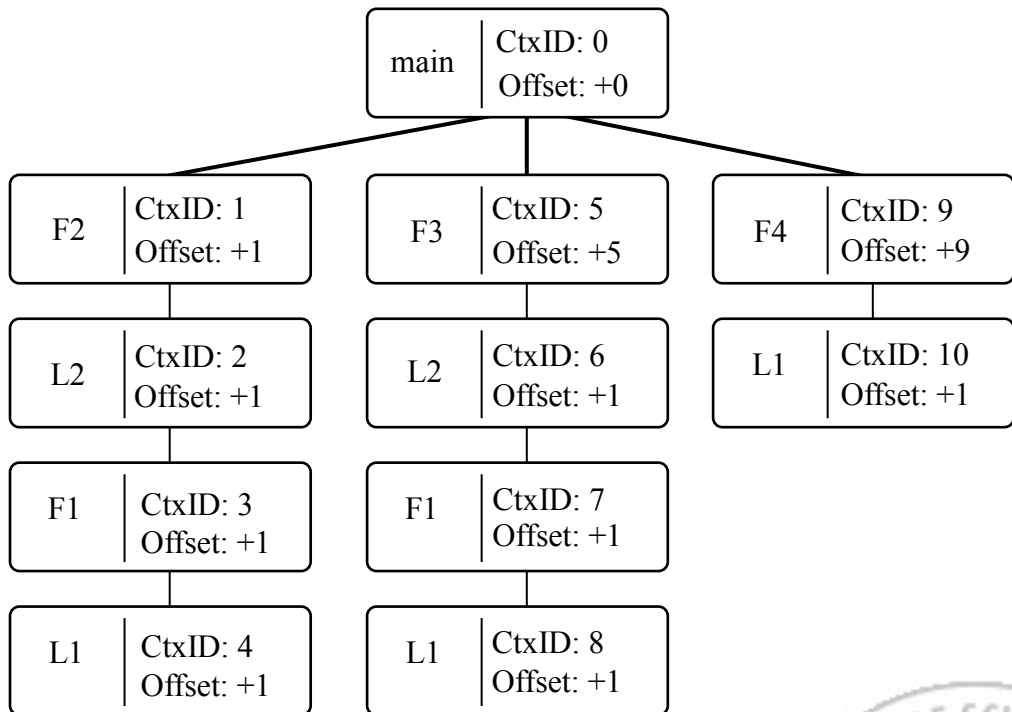 main
CtxID: 0
Offset: +0
F2
CtxID: 1
Offset: +1
F3
CtxID: 5
Offset: +5
F4
CtxID: 9
Offset: +9
L2
CtxID: 2
Offset: +1
L2
CtxID: 6
Offset: +1
L1
CtxID: 10
Offset: +1
F1
CtxID: 3
Offset: +1
F1
CtxID: 7
Offset: +1
L1
CtxID: 4
Offset: +1
L1
CtxID: 8
Offset: +1